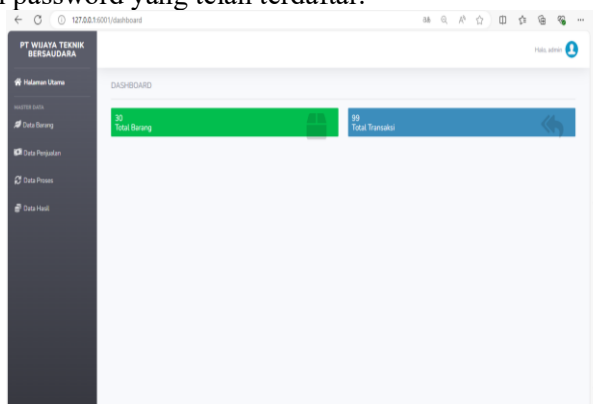 password yang telah terdaftar.
127.0.0.1:6001/dashboard
PT WIJAYA TEKNIK
BERSAUDARA
Halo, admin
Halaman Utama
DASHBOARD
MASTER DATA
Data Barang
30
Total Barang
99
Total Transaksi
Data Penjualan
Data Proses
Data Hasil